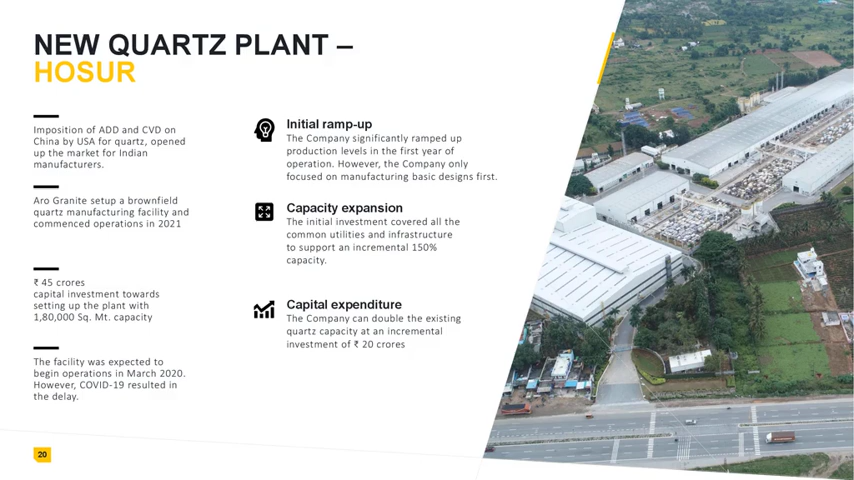 NEW QUARTZ PLANT –
HOSUR
Imposition of ADD and CVD on
China by USA for quartz, opened
up the market for Indian
manufacturers.
Aro Granite setup a brownfield
quartz manufacturing facility and
commenced operations in 2021
₹ 45 crores
capital investment towards
setting up the plant with
1,80,000 Sq. Mt. capacity
The facility was expected to
begin operations in March 2020.
However, COVID-19 resulted in
the delay.
Initial ramp-up
The Company significantly ramped up
production levels in the first year of
operation. However, the Company only
focused on manufacturing basic designs first.
Capacity expansion
The initial investment covered all the
common utilities and infrastructure
to support an incremental 150%
capacity.
Capital expenditure
The Company can double the existing
quartz capacity at an incremental
investment of ₹ 20 crores
20